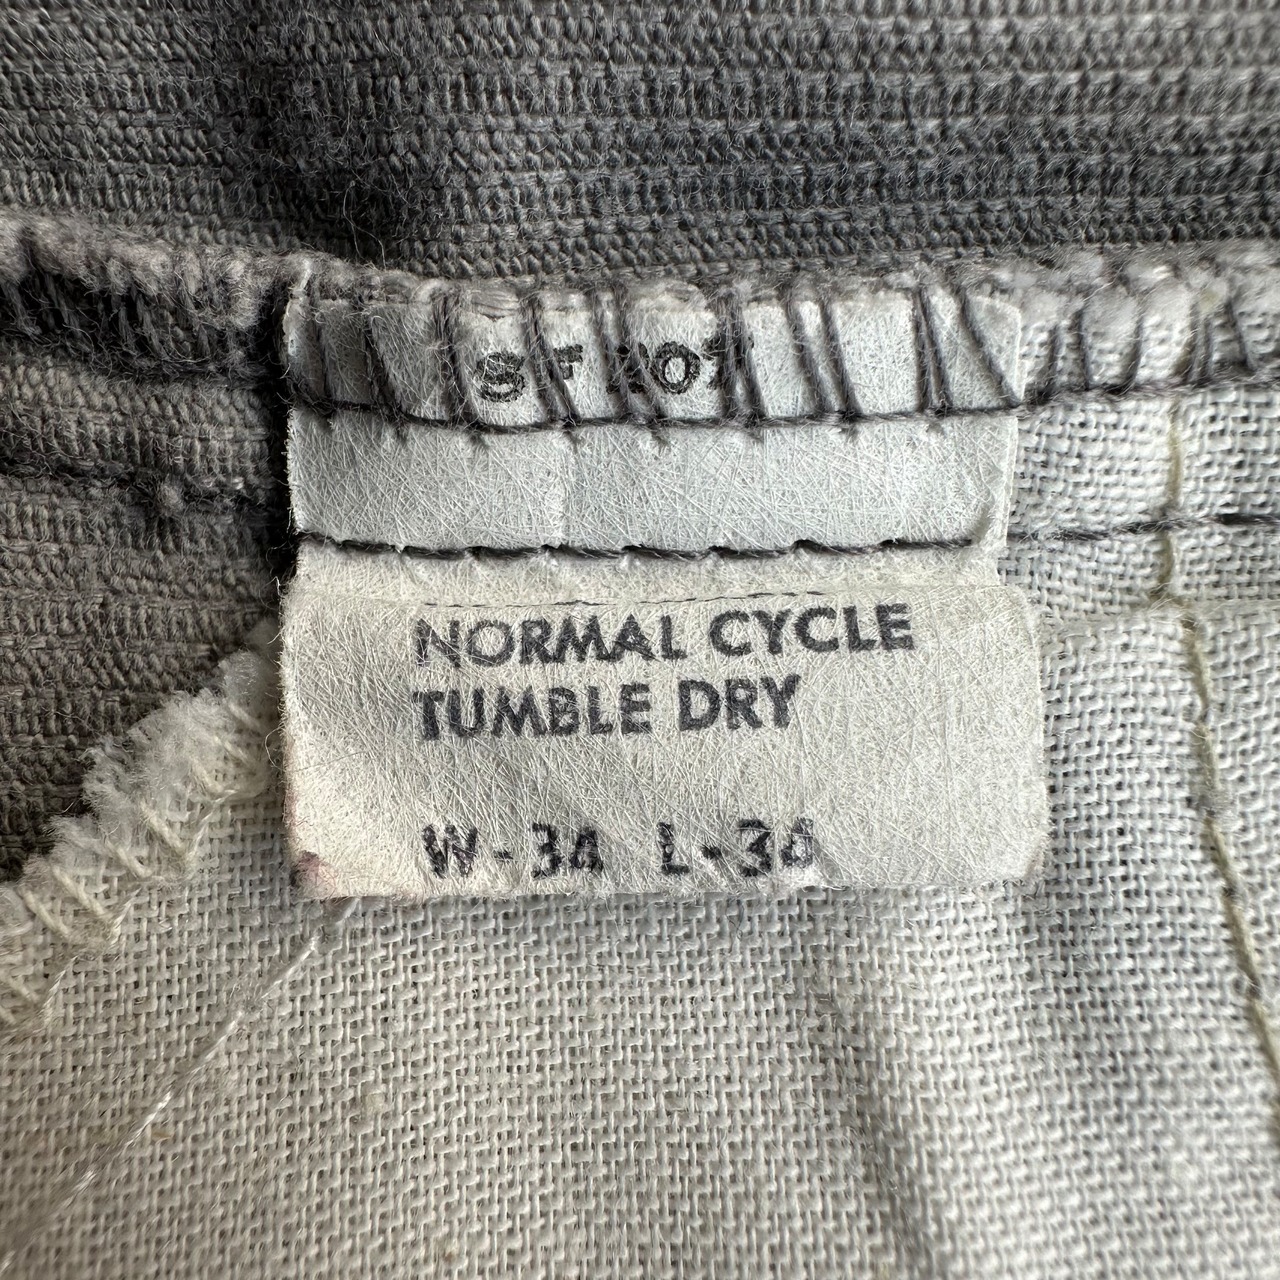 SF 207
NORMAL CYCLE
TUMBLE DRY
W-34 L-34